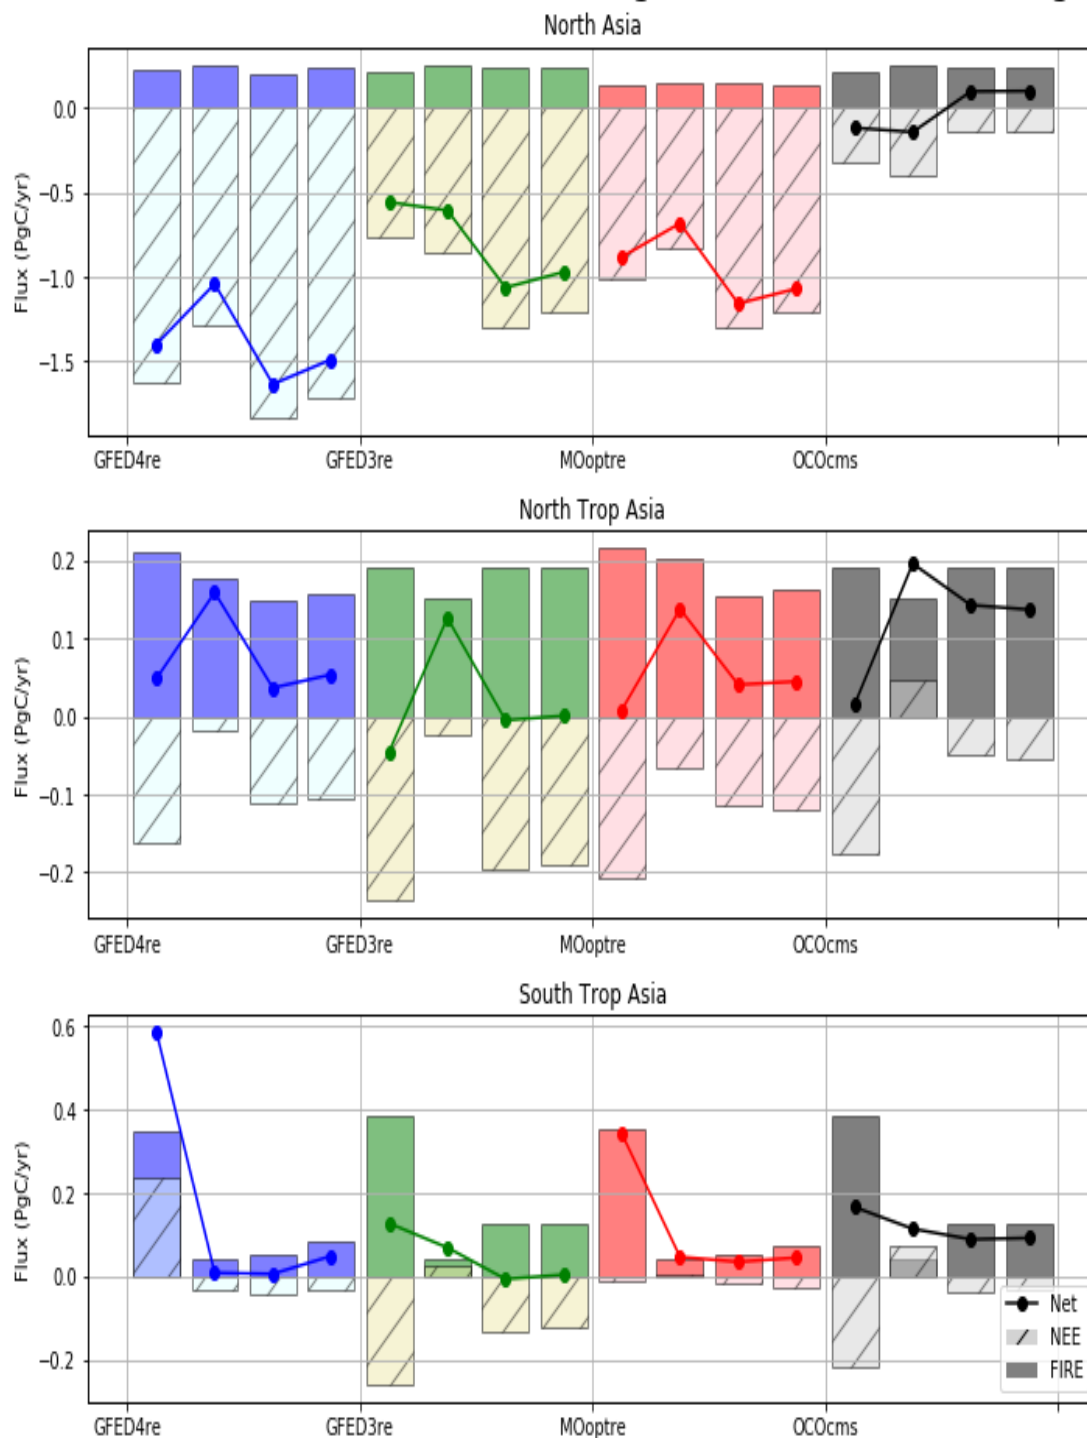 North Asia
0.0
−0.5
−1.0
−1.5
Flux (PgC/yr)
GFED4re GFED3re MOoptre OCOcms
North Trop Asia
0.2
0.1
0.0
−0.1
−0.2
Flux (PgC/yr)
GFED4re GFED3re MOoptre OCOcms
South Trop Asia
0.6
0.4
0.2
0.0
−0.2
Flux (PgC/yr)
Net
NEE
FIRE
GFED4re GFED3re MOoptre OCOcms